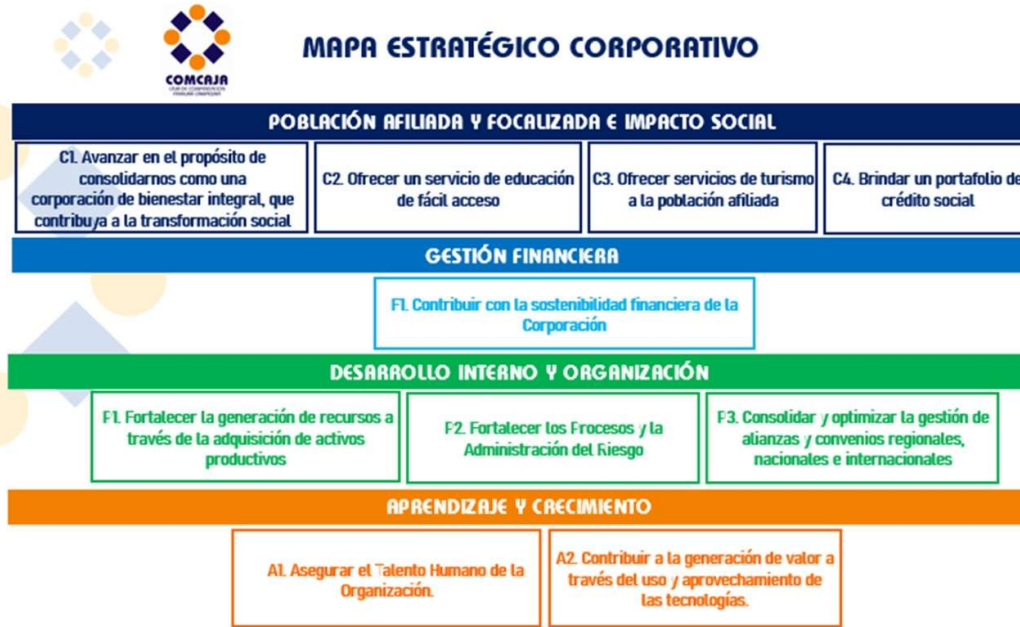 MAPA ESTRATÉGICO CORPORATIVO
COMCAJA
CAJA DE COMPENSACIÓN
FAMILIAR CAMPESINA
POBLACIÓN AFILIADA Y FOCALIZADA E IMPACTO SOCIAL
C1. Avanzar en el propósito de
consolidarnos como una
corporación de bienestar integral, que
contribuya a la transformación social
C2. Ofrecer un servicio de educación
de fácil acceso
C3. Ofrecer servicios de turismo
a la población afiliada
C4. Brindar un portafolio de
crédito social
GESTIÓN FINANCIERA
F1. Contribuir con la sostenibilidad financiera de la
Corporación
DESARROLLO INTERNO Y ORGANIZACIÓN
P1. Fortalecer la generación de recursos a
través de la adquisición de activos
productivos
P2. Fortalecer los Procesos y la
Administración del Riesgo
P3. Consolidar y optimizar la gestión de
alianzas y convenios regionales,
nacionales e internacionales
APRENDIZAJE Y CRECIMIENTO
A1. Asegurar el Talento Humano de la
Organización.
A2. Contribuir a la generación de valor a
través del uso y aprovechamiento de
las tecnologías.